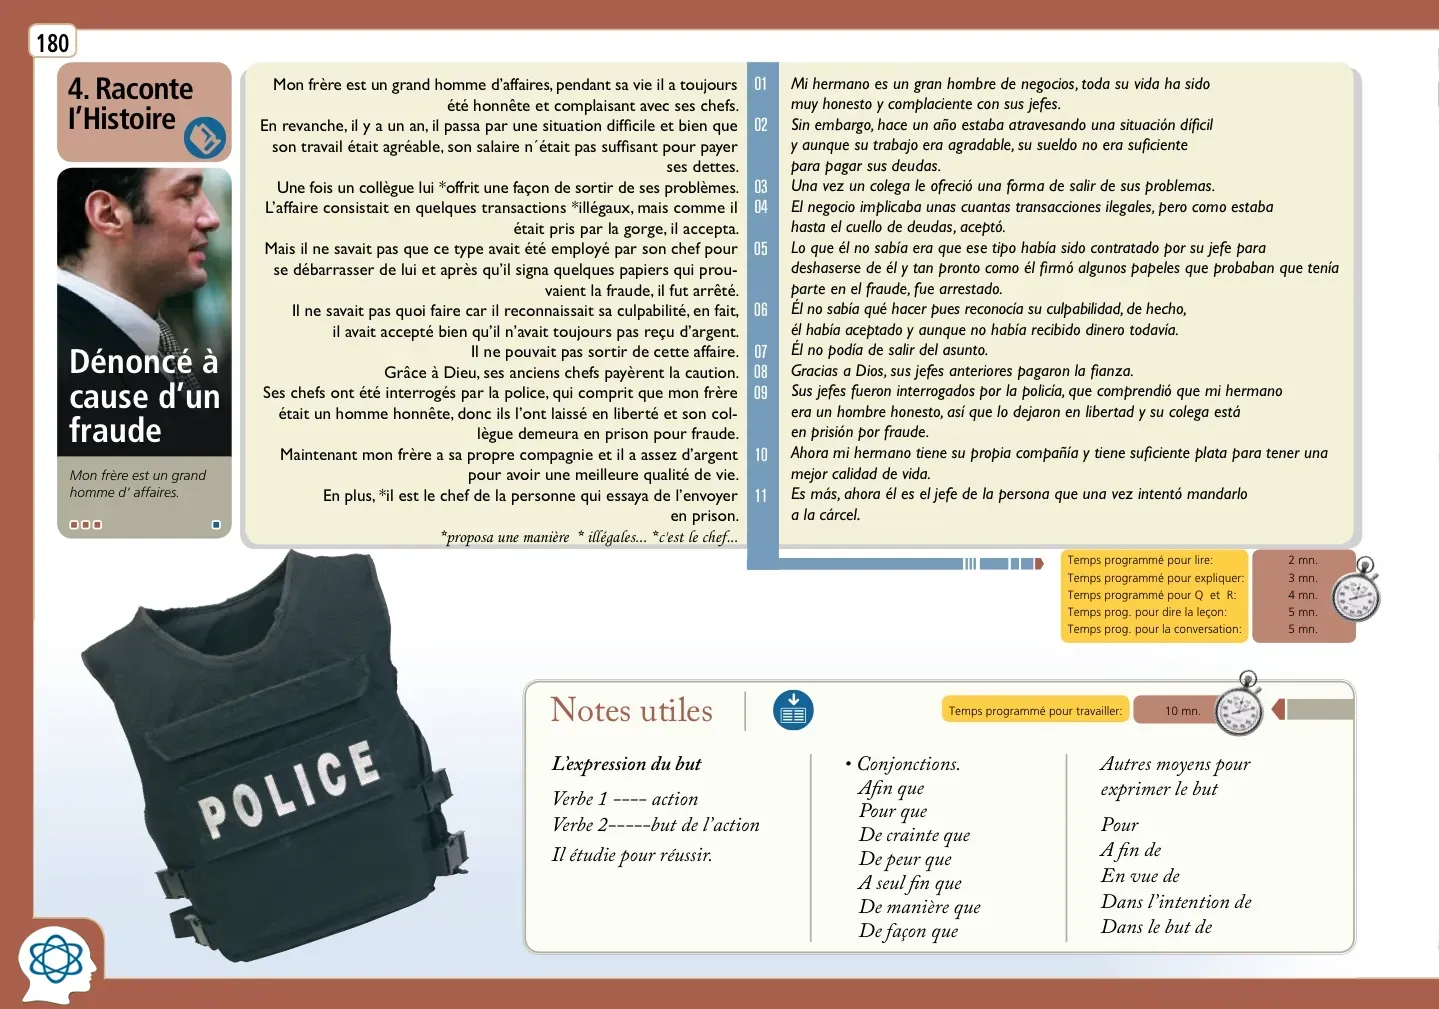 180
4. Raconte
l'Histoire
Dénoncé à
cause d'un
fraude
Mon frère est un grand
homme d' affaires.
Mon frère est un grand homme d'affaires, pendant sa vie il a toujours
été honnête et complaisant avec ses chefs.
En revanche, il y a un an, il passa par une situation difficile et bien que
son travail était agréable, son salaire n´était pas suffisant pour payer
ses dettes.
Une fois un collègue lui *offrit une façon de sortir de ses problèmes.
L'affaire consistait en quelques transactions *illégaux, mais comme il
était pris par la gorge, il accepta.
Mais il ne savait pas que ce type avait été employé par son chef pour
se débarrasser de lui et après qu'il signa quelques papiers qui prou-
vaient la fraude, il fut arrêté.
Il ne savait pas quoi faire car il reconnaissait sa culpabilité, en fait,
il avait accepté bien qu'il n'avait toujours pas reçu d'argent.
Il ne pouvait pas sortir de cette affaire.
Grâce à Dieu, ses anciens chefs payèrent la caution.
Ses chefs ont été interrogés par la police, qui comprit que mon frère
était un homme honnête, donc ils l'ont laissé en liberté et son col-
lègue demeura en prison pour fraude.
Maintenant mon frère a sa propre compagnie et il a assez d'argent
pour avoir une meilleure qualité de vie.
En plus, *il est le chef de la personne qui essaya de l'envoyer
en prison.
*proposa une manière * illégales... *c'est le chef...
01
02
03
04
05
06
07
08
09
10
11
Mi hermano es un gran hombre de negocios, toda su vida ha sido
muy honesto y complaciente con sus jefes.
Sin embargo, hace un año estaba atravesando una situación díficil
y aunque su trabajo era agradable, su sueldo no era suficiente
para pagar sus deudas.
Una vez un colega le ofreció una forma de salir de sus problemas.
El negocio implicaba unas cuantas transacciones ilegales, pero como estaba
hasta el cuello de deudas, aceptó.
Lo que él no sabía era que ese tipo había sido contratado por su jefe para
deshaserse de él y tan pronto como él firmó algunos papeles que probaban que tenía
parte en el fraude, fue arrestado.
Él no sabía qué hacer pues reconocía su culpabilidad, de hecho,
él había aceptado y aunque no había recibido dinero todavía.
Él no podía de salir del asunto.
Gracias a Dios, sus jefes anteriores pagaron la fianza.
Sus jefes fueron interrogados por la policía, que comprendió que mi hermano
era un hombre honesto, así que lo dejaron en libertad y su colega está
en prisión por fraude.
Ahora mi hermano tiene su propia compañía y tiene suficiente plata para tener una
mejor calidad de vida.
Es más, ahora él es el jefe de la persona que una vez intentó mandarlo
a la cárcel.
Temps programmé pour lire: 2 mn.
Temps programmé pour expliquer: 3 mn.
Temps programmé pour Q et R: 4 mn.
Temps prog. pour dire la leçon: 5 mn.
Temps prog. pour la conversation: 5 mn.
POLICE
Notes utiles
Temps programmé pour travailler: 10 mn.
L'expression du but
Verbe 1 ---- action
Verbe 2-----but de l'action
Il étudie pour réussir.
• Conjonctions.
Afin que
Pour que
De crainte que
De peur que
A seul fin que
De manière que
De façon que
Autres moyens pour
exprimer le but
Pour
A fin de
En vue de
Dans l'intention de
Dans le but de